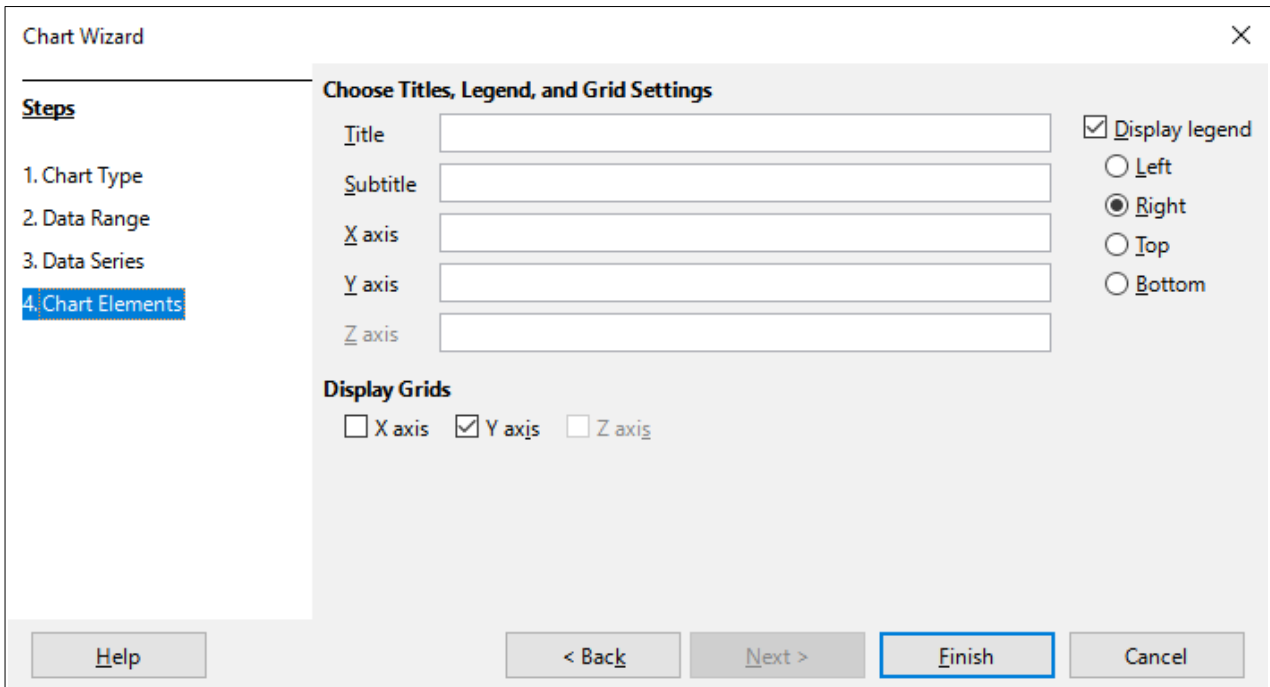 Chart Wizard
Steps
1. Chart Type
2. Data Range
3. Data Series
4. Chart Elements
Choose Titles, Legend, and Grid Settings
Title
Subtitle
X axis
Y axis
Z axis
Display legend
Left
Right
Top
Bottom
Display Grids
X axis Y axis Z axis
Help < Back Next > Finish Cancel